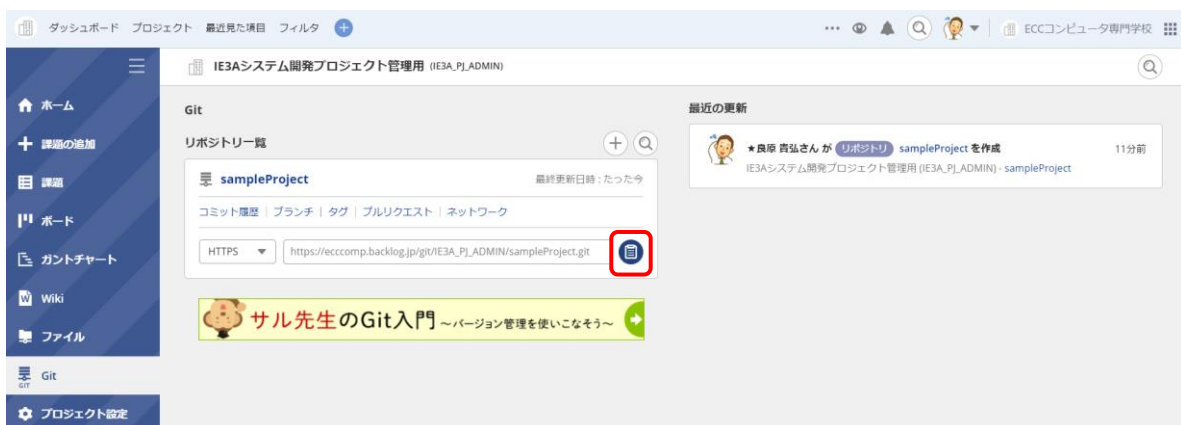 ダッシュボード プロジェクト 最近見た項目 フィルタ
ECCコンピュータ専門学校
IE3Aシステム開発プロジェクト管理用 (IE3A_PJ_ADMIN)
ホーム
課題の追加
課題
ボード
ガントチャート
Wiki
ファイル
GIT Git
プロジェクト設定
Git
リポジトリ一覧
sampleProject 最終更新日時 : たった今
コミット履歴 | ブランチ | タグ | プルリクエスト | ネットワーク
HTTPS https://ecccomp.backlog.jp/git/IE3A_PJ_ADMIN/sampleProject.git
サル先生のGit入門 ～バージョン管理を使いこなそう～
最近の更新
★良原 貴弘さん が リポジトリ sampleProject を作成 11分前
IE3Aシステム開発プロジェクト管理用 (IE3A_PJ_ADMIN) - sampleProject